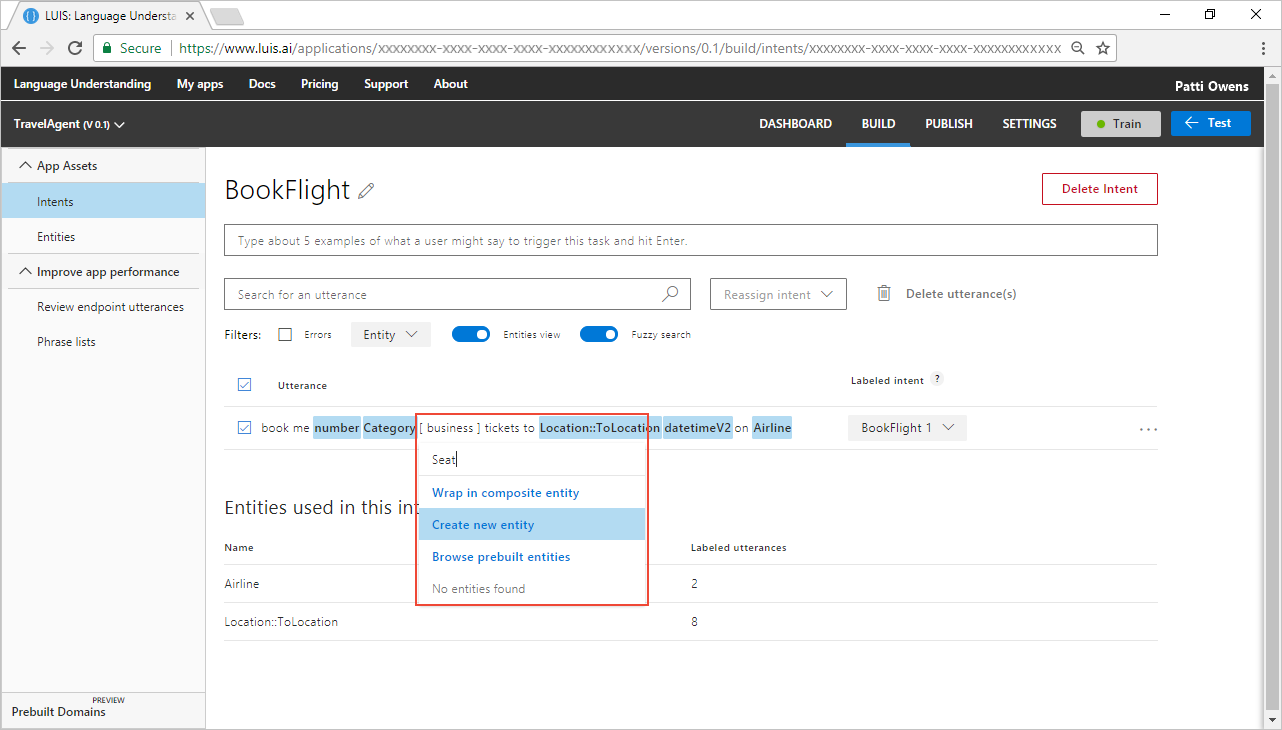 LUIS: Language Understa
Secure https://www.luis.ai/applications/xxxxxxxx-xxxx-xxxx-xxxx-xxxxxxxxxxxx/versions/0.1/build/intents/xxxxxxxx-xxxx-xxxx-xxxx-xxxxxxxxxxxx
Language Understanding My apps Docs Pricing Support About Patti Owens
TravelAgent (V 0.1) DASHBOARD BUILD PUBLISH SETTINGS Train Test
App Assets
Intents
Entities
Improve app performance
Review endpoint utterances
Phrase lists
PREVIEW
Prebuilt Domains
BookFlight Delete Intent
Type about 5 examples of what a user might say to trigger this task and hit Enter.
Search for an utterance Reassign intent Delete utterance(s)
Filters: Errors Entity Entities view Fuzzy search
Utterance Labeled intent ?
book me number Category [ business ] tickets to Location::ToLocation datetimeV2 on Airline BookFlight 1 ...
Seat
Wrap in composite entity
Create new entity
Browse prebuilt entities
No entities found
Entities used in this int
Name Labeled utterances
Airline 2
Location::ToLocation 8